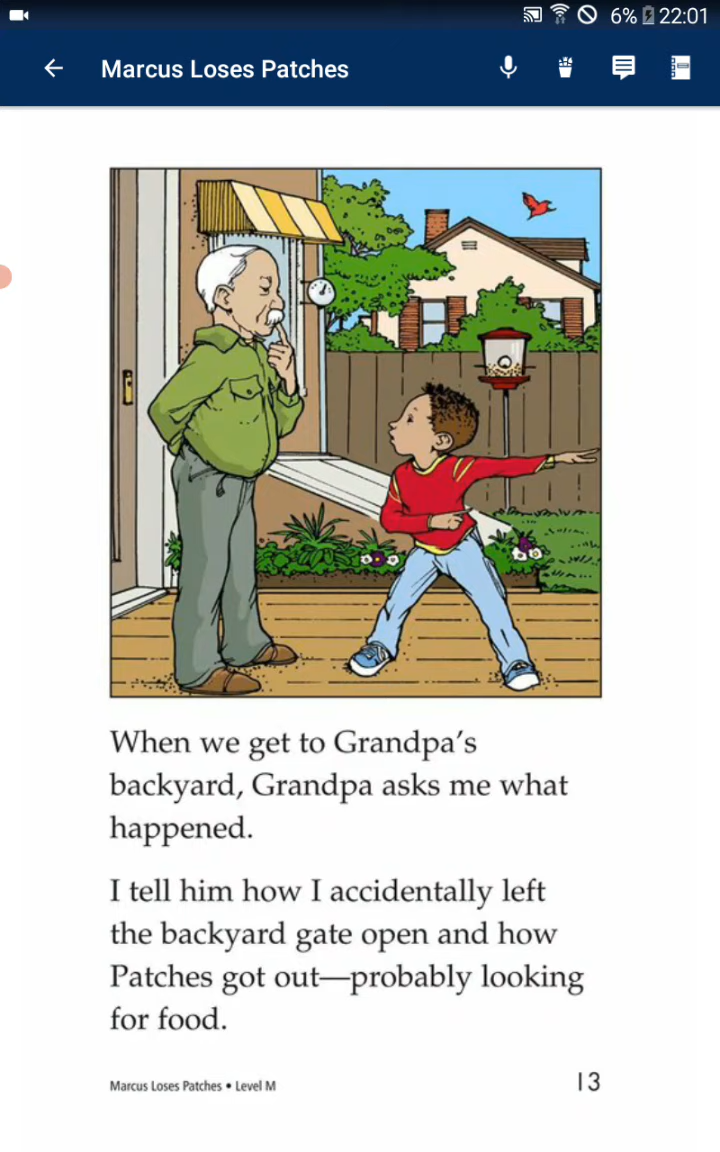 6% 22:01
Marcus Loses Patches
When we get to Grandpa's
backyard, Grandpa asks me what
happened.
I tell him how I accidentally left
the backyard gate open and how
Patches got out—probably looking
for food.
Marcus Loses Patches • Level M
13